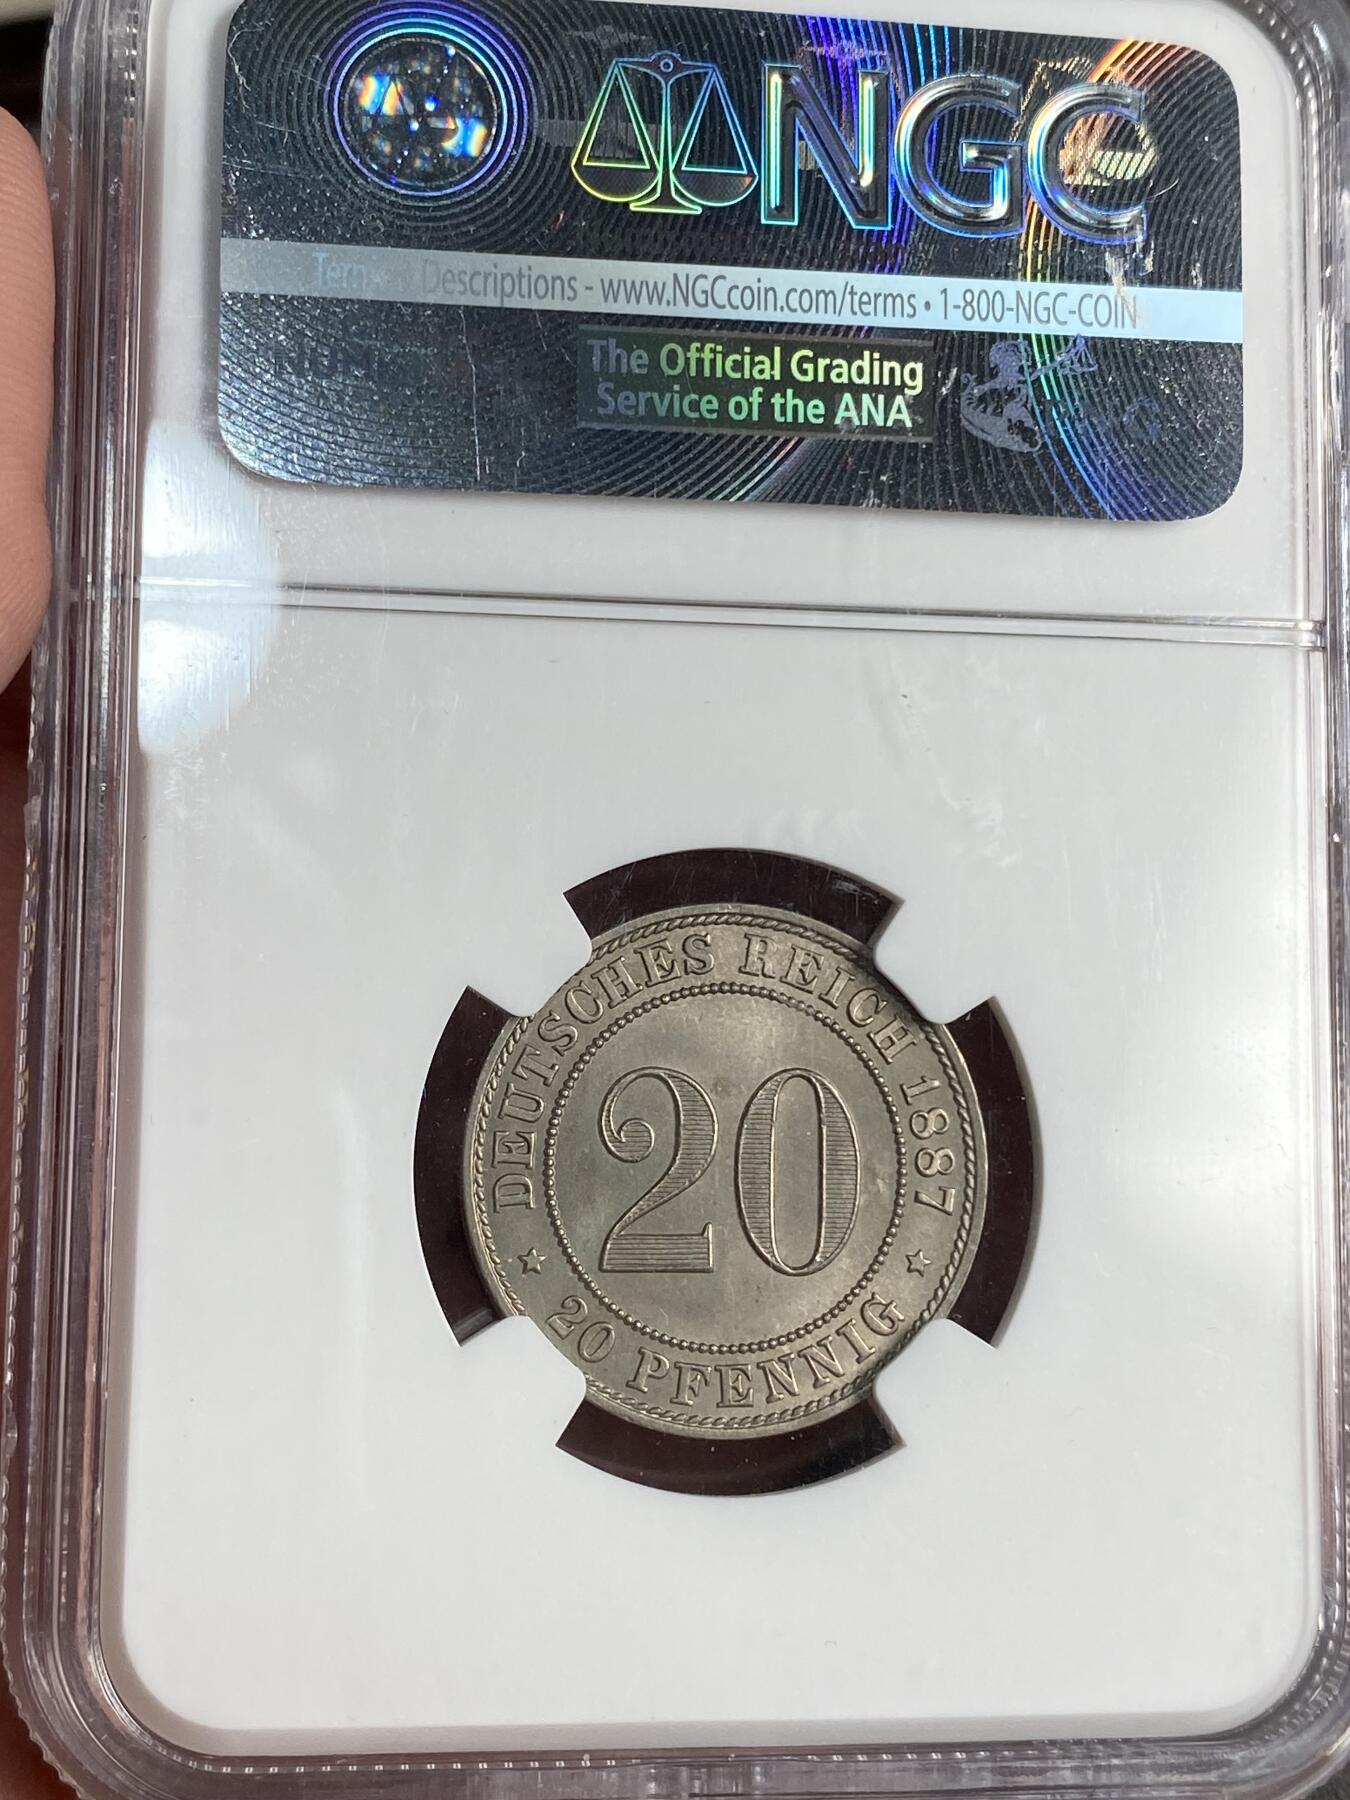 NGC
Descriptions - www.NGCcoin.com/terms • 1-800-NGC-COIN
The Official Grading
Service of the ANA
DEUTSCHES REICH 1887
20
20 PFENNIG